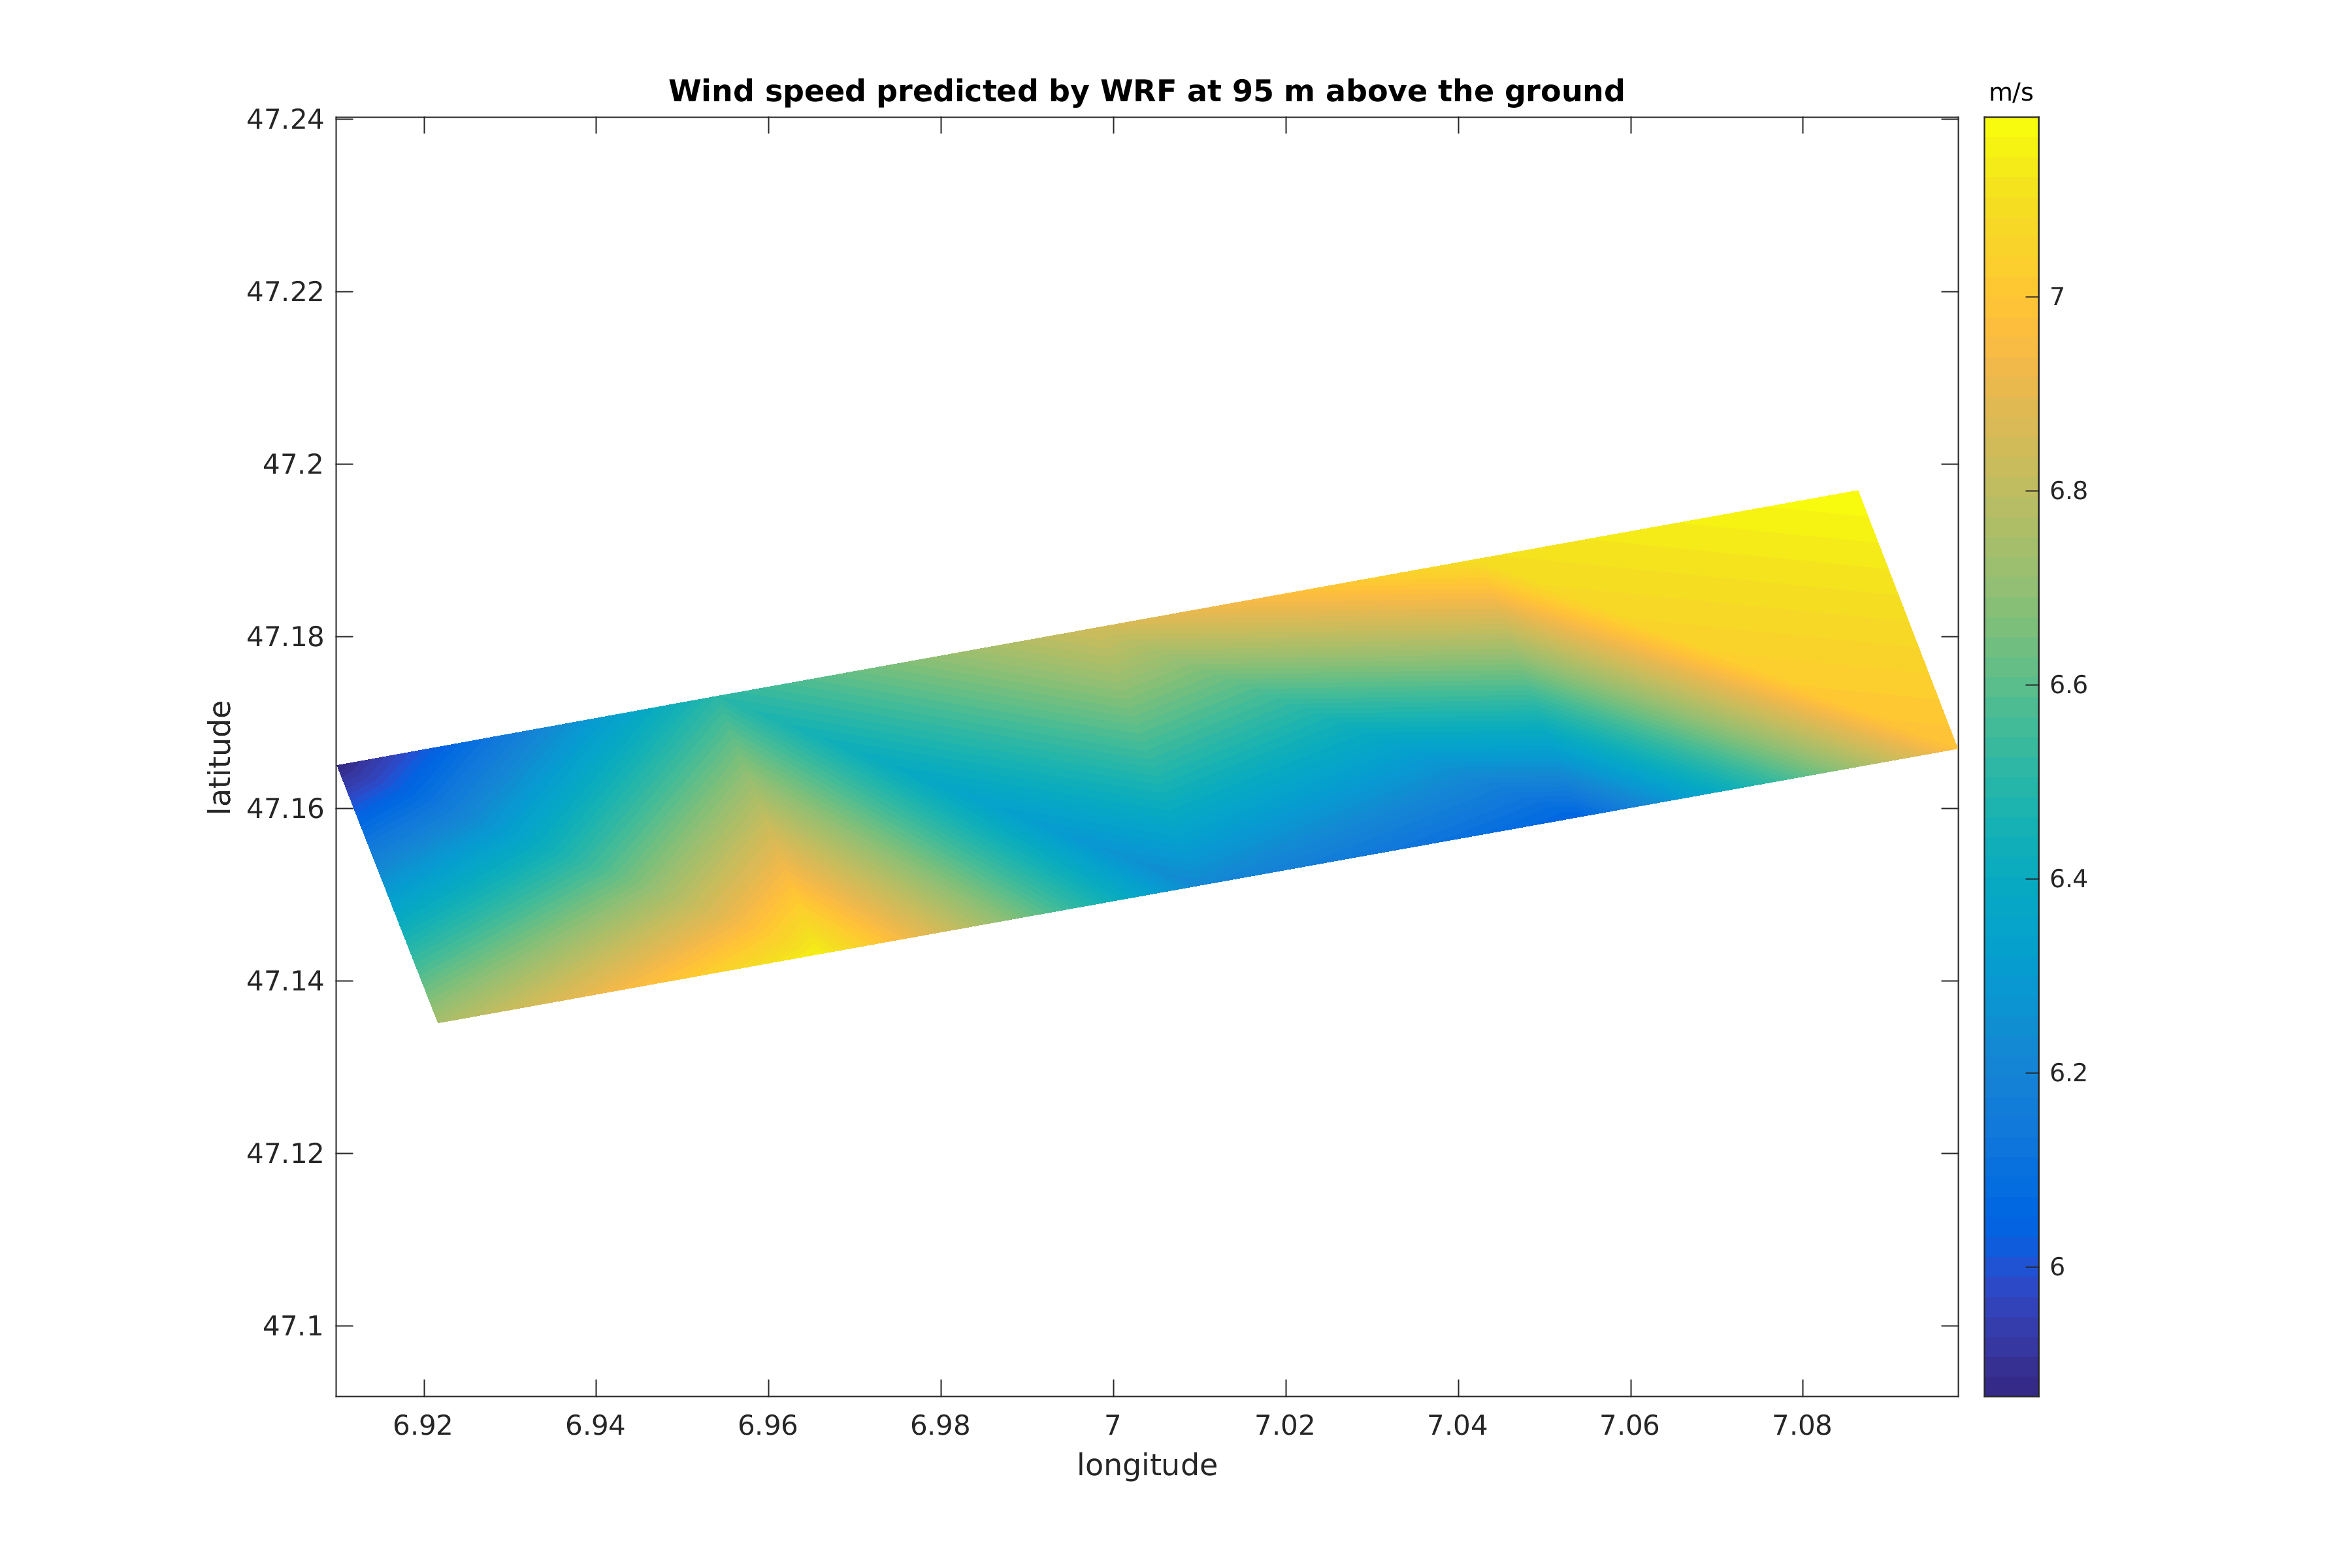 Wind speed predicted by WRF at 95 m above the ground
m/s
47.24
47.22
47.2
47.18
47.16
47.14
47.12
47.1
latitude
6.92 6.94 6.96 6.98 7 7.02 7.04 7.06 7.08
longitude
7
6.8
6.6
6.4
6.2
6